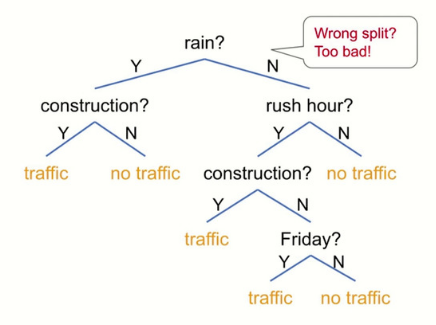 Wrong split?
Too bad!
rain?
Y N
construction? rush hour?
Y N Y N
traffic no traffic construction? no traffic
Y N
traffic Friday?
Y N
traffic no traffic